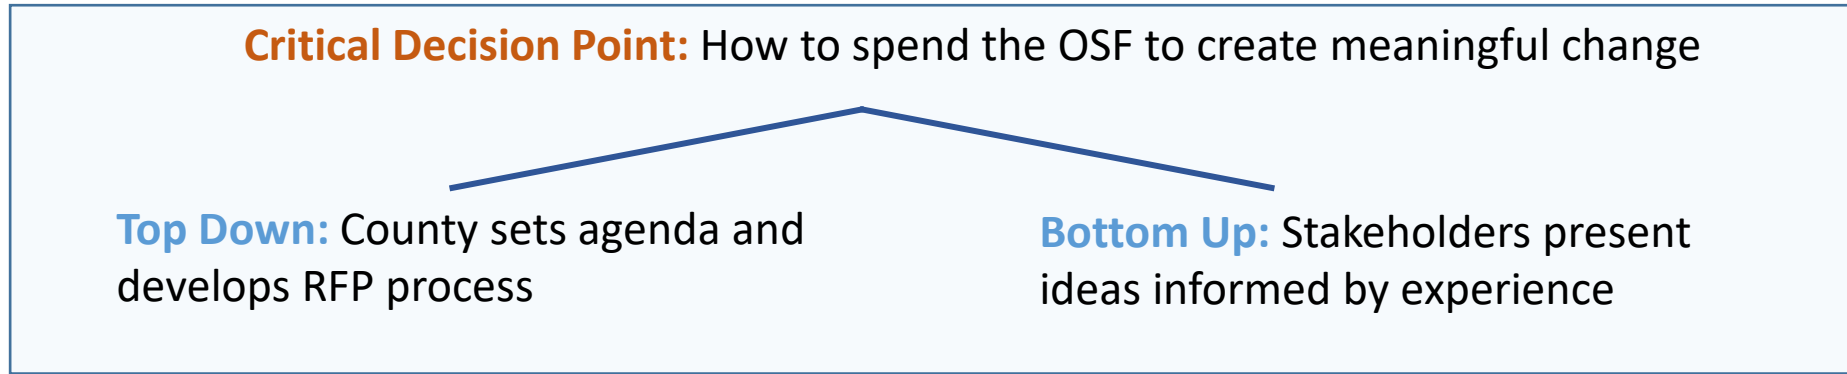 Critical Decision Point: How to spend the OSF to create meaningful change
Top Down: County sets agenda and
develops RFP process
Bottom Up: Stakeholders present
ideas informed by experience